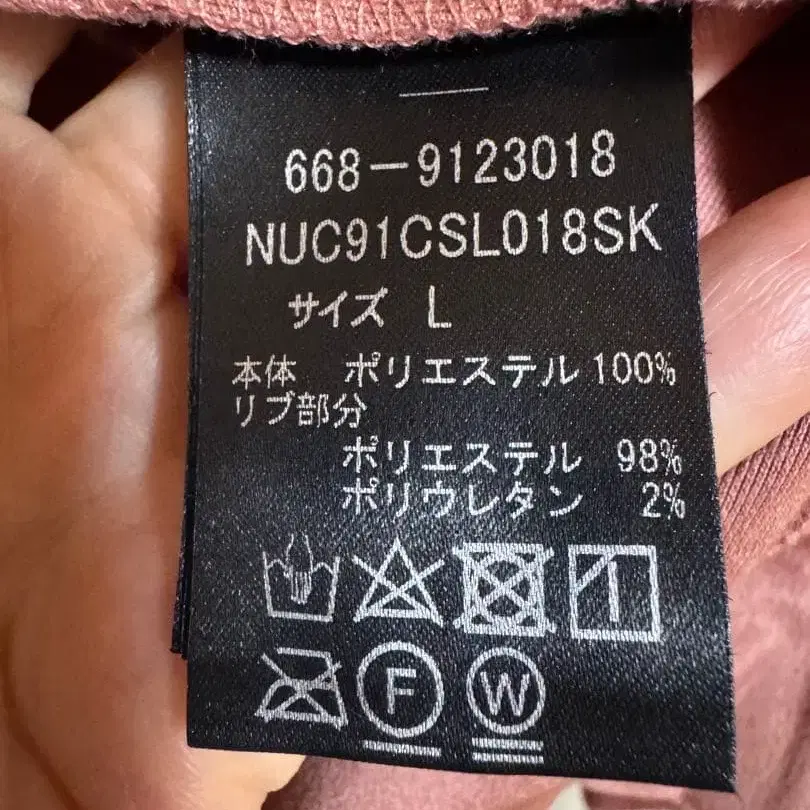 668-9123018
NUC91CSL018SK
サイズ L
本体 ポリエステル 100%
リブ部分
ポリエステル 98%
ポリウレタン 2%
F W